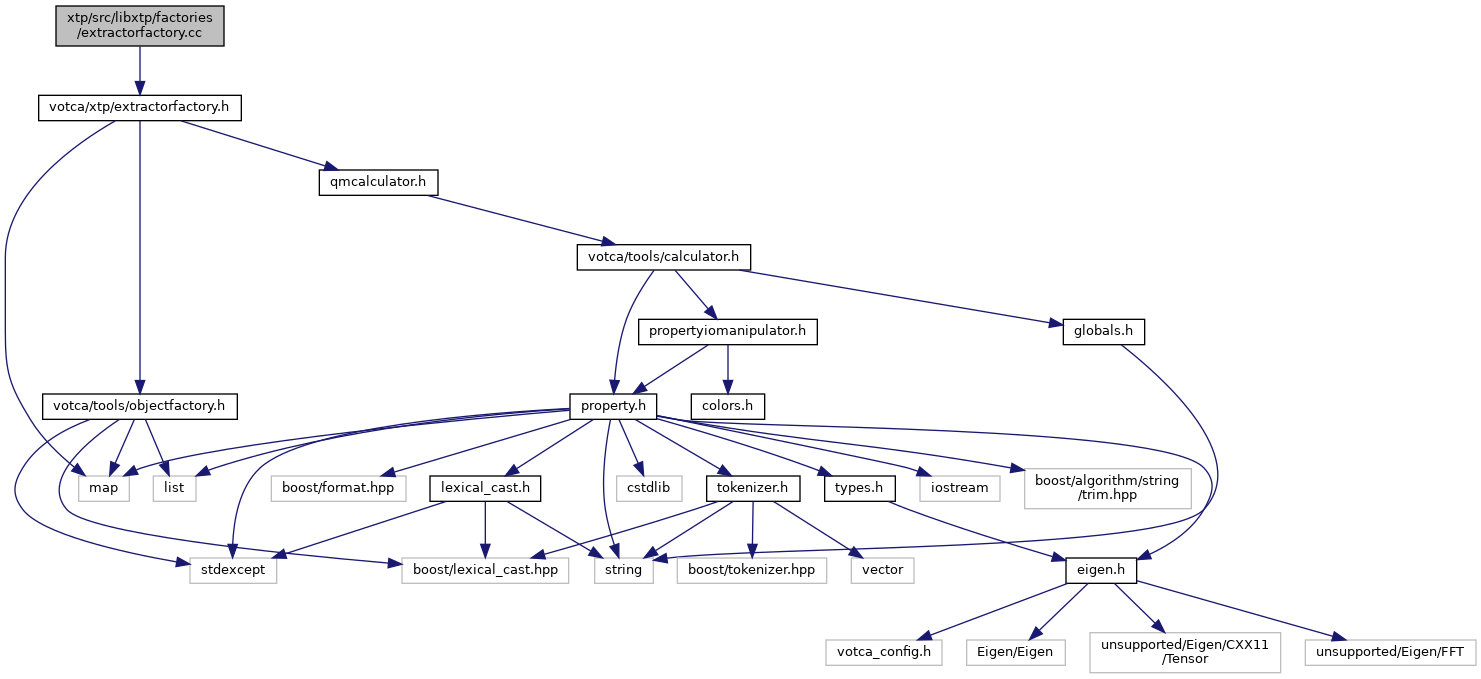 xtp/src/libxtp/factories
/extractorfactory.cc
votca/xtp/extractorfactory.h
qmcalculator.h
votca/tools/calculator.h
propertyiomanipulator.h
globals.h
votca/tools/objectfactory.h
property.h
colors.h
map
list
boost/format.hpp
lexical_cast.h
cstdlib
tokenizer.h
types.h
iostream
boost/algorithm/string
/trim.hpp
stdexcept
boost/lexical_cast.hpp
string
boost/tokenizer.hpp
vector
eigen.h
votca_config.h
Eigen/Eigen
unsupported/Eigen/CXX11
/Tensor
unsupported/Eigen/FFT